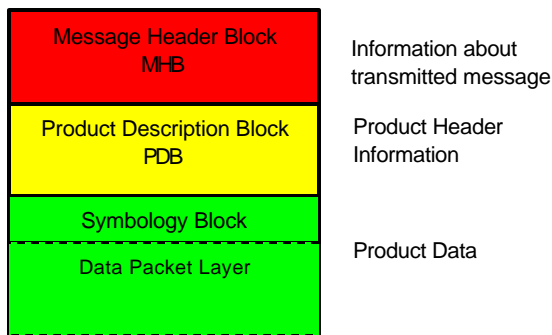 Message Header Block
MHB
Information about
transmitted message
Product Description Block
PDB
Product Header
Information
Symbology Block
Data Packet Layer
Product Data